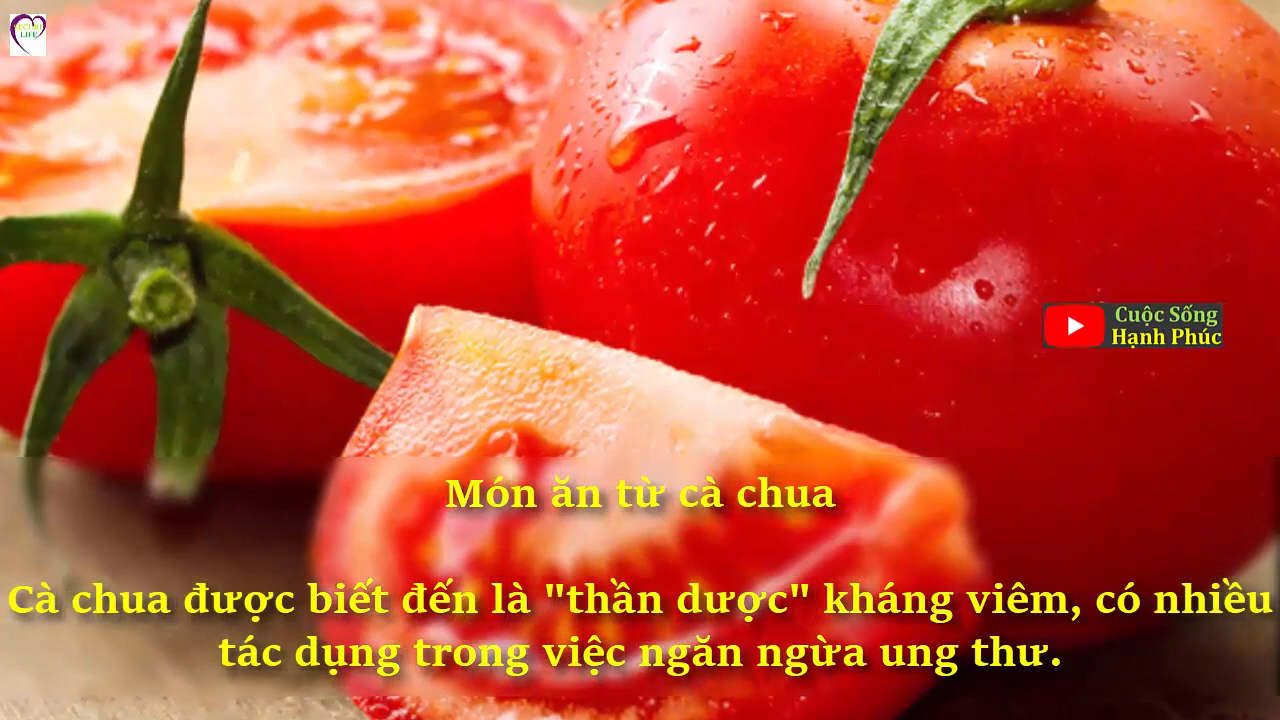 LIFE
Cuộc Sống
Hạnh Phúc
Món ăn từ cà chua
Cà chua được biết đến là "thần dược" kháng viêm, có nhiều
tác dụng trong việc ngăn ngừa ung thư.